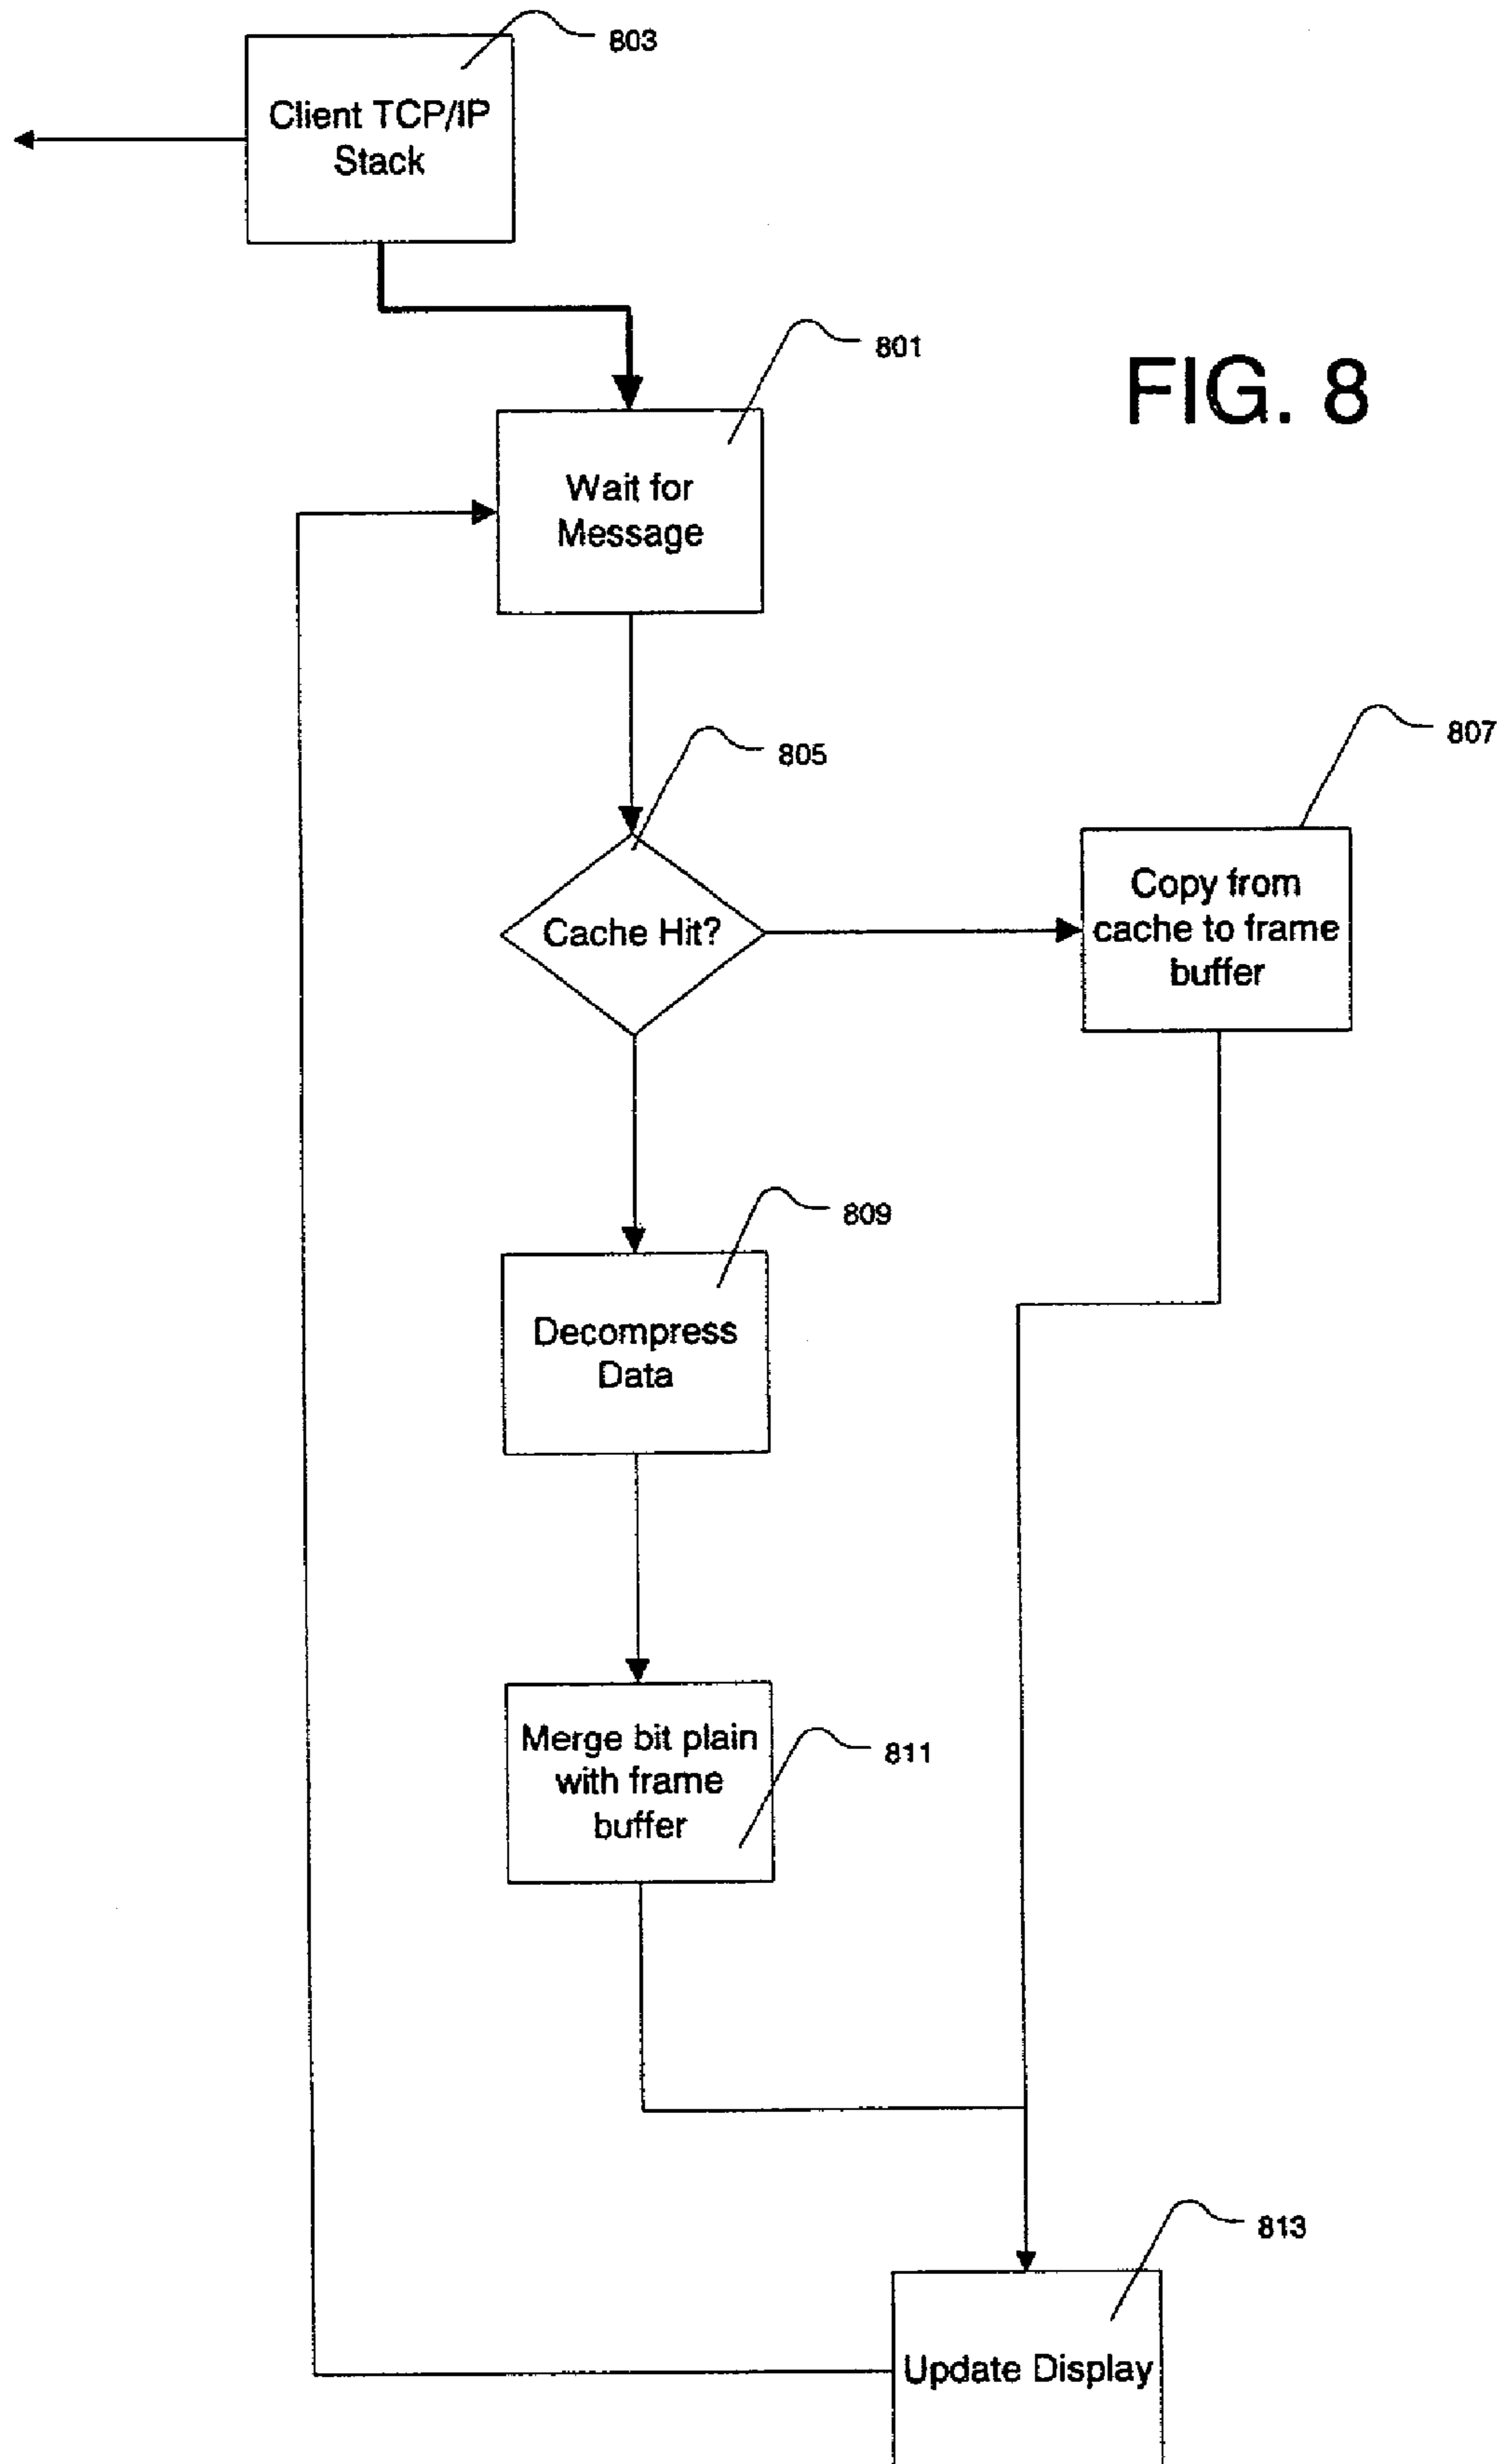 803
Client TCP/IP
Stack
801
FIG. 8
Wait for
Message
805
807
Cache Hit?
Copy from
cache to frame
buffer
809
Decompress
Data
Merge bit plain
with frame
buffer
811
813
Update Display